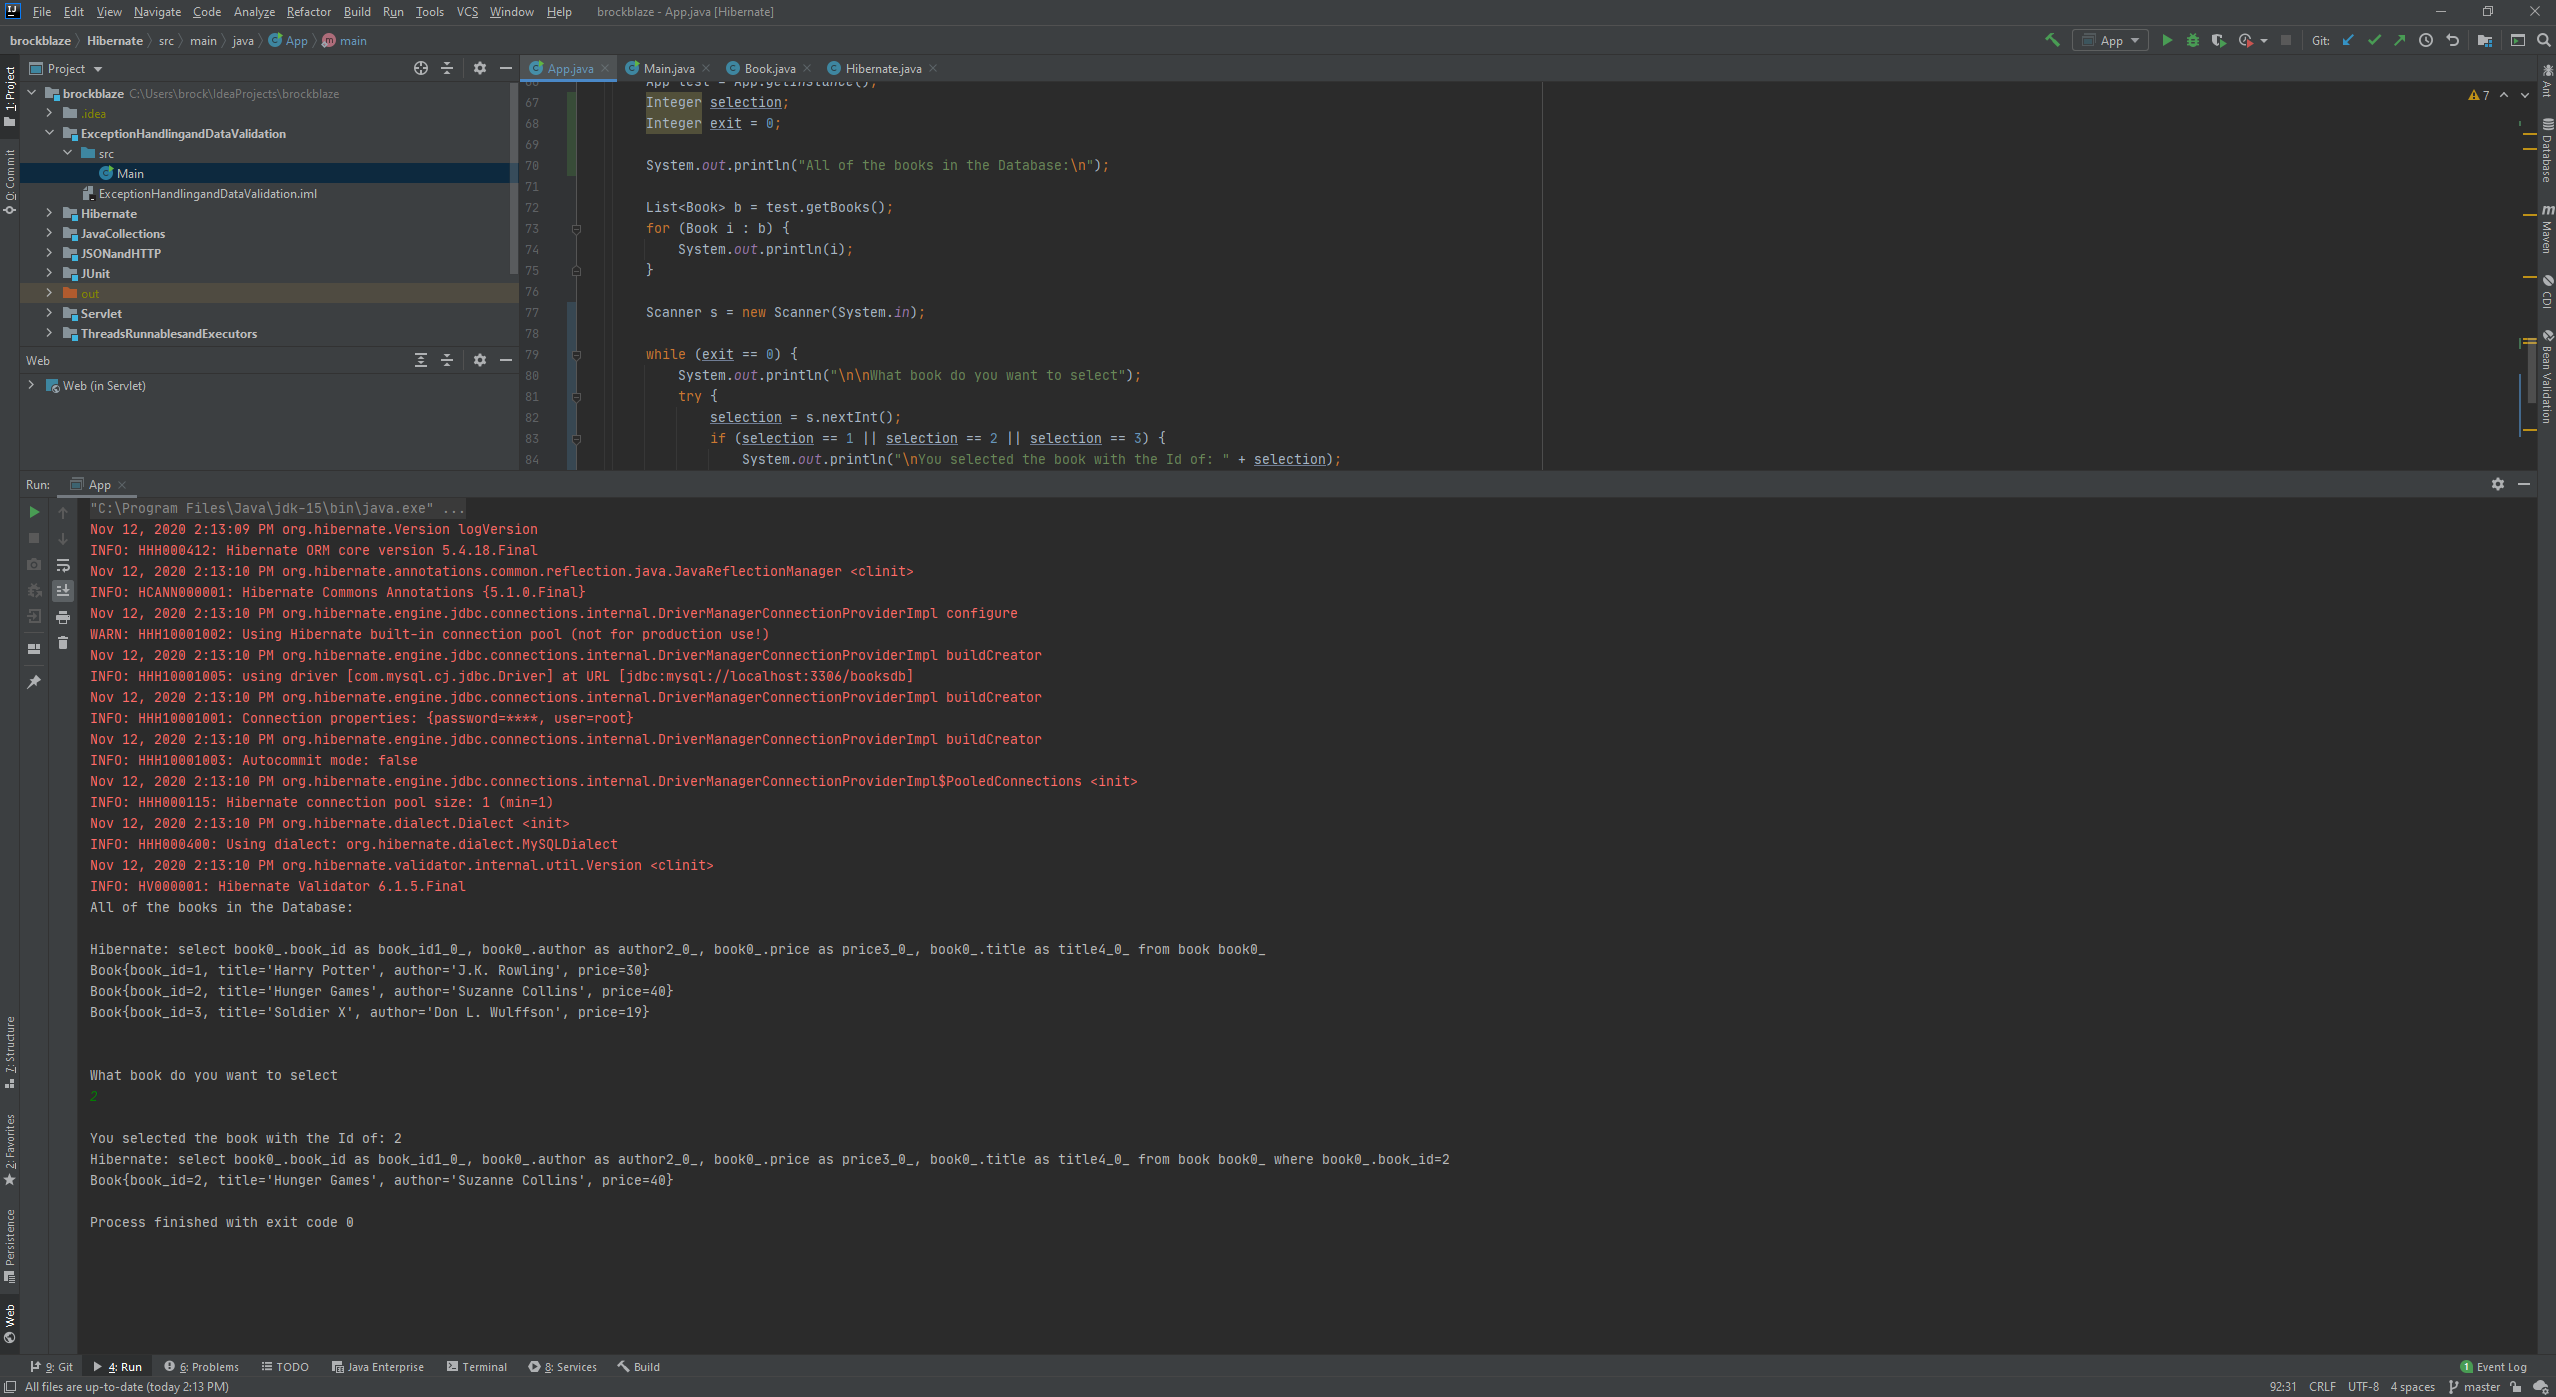 File Edit View Navigate Code Analyze Refactor Build Run Tools VCS Window Help brockblaze - App.java [Hibernate]
brockblaze Hibernate src main java App main
App Git:
Project
App.java Main.java Book.java Hibernate.java
1: Project
0: Commit
brockblaze C:\Users\brock\IdeaProjects\brockblaze
.idea
ExceptionHandlingandDataValidation
src
Main
ExceptionHandlingandDataValidation.iml
Hibernate
JavaCollections
JSONandHTTP
JUnit
out
Servlet
ThreadsRunnablesandExecutors
Web
Web (in Servlet)
66 App test = App.getInstance();
67 Integer selection;
68 Integer exit = 0;
69
70 System.out.println("All of the books in the Database:\n");
71
72 List<Book> b = test.getBooks();
73 for (Book i : b) {
74 System.out.println(i);
75 }
76
77 Scanner s = new Scanner(System.in);
78
79 while (exit == 0) {
80 System.out.println("\n\nWhat book do you want to select");
81 try {
82 selection = s.nextInt();
83 if (selection == 1 || selection == 2 || selection == 3) {
84 System.out.println("\nYou selected the book with the Id of: " + selection);
7
Ant
Database
Maven
CDI
Bean Validation
Run: App
"C:\Program Files\Java\jdk-15\bin\java.exe" ...
Nov 12, 2020 2:13:09 PM org.hibernate.Version logVersion
INFO: HHH000412: Hibernate ORM core version 5.4.18.Final
Nov 12, 2020 2:13:10 PM org.hibernate.annotations.common.reflection.java.JavaReflectionManager <clinit>
INFO: HCANN000001: Hibernate Commons Annotations {5.1.0.Final}
Nov 12, 2020 2:13:10 PM org.hibernate.engine.jdbc.connections.internal.DriverManagerConnectionProviderImpl configure
WARN: HHH10001002: Using Hibernate built-in connection pool (not for production use!)
Nov 12, 2020 2:13:10 PM org.hibernate.engine.jdbc.connections.internal.DriverManagerConnectionProviderImpl buildCreator
INFO: HHH10001005: using driver [com.mysql.cj.jdbc.Driver] at URL [jdbc:mysql://localhost:3306/booksdb]
Nov 12, 2020 2:13:10 PM org.hibernate.engine.jdbc.connections.internal.DriverManagerConnectionProviderImpl buildCreator
INFO: HHH10001001: Connection properties: {password=****, user=root}
Nov 12, 2020 2:13:10 PM org.hibernate.engine.jdbc.connections.internal.DriverManagerConnectionProviderImpl buildCreator
INFO: HHH10001003: Autocommit mode: false
Nov 12, 2020 2:13:10 PM org.hibernate.engine.jdbc.connections.internal.DriverManagerConnectionProviderImpl$PooledConnections <init>
INFO: HHH000115: Hibernate connection pool size: 1 (min=1)
Nov 12, 2020 2:13:10 PM org.hibernate.dialect.Dialect <init>
INFO: HHH000400: Using dialect: org.hibernate.dialect.MySQLDialect
Nov 12, 2020 2:13:10 PM org.hibernate.validator.internal.util.Version <clinit>
INFO: HV000001: Hibernate Validator 6.1.5.Final
All of the books in the Database:
Hibernate: select book0_.book_id as book_id1_0_, book0_.author as author2_0_, book0_.price as price3_0_, book0_.title as title4_0_ from book book0_
Book{book_id=1, title='Harry Potter', author='J.K. Rowling', price=30}
Book{book_id=2, title='Hunger Games', author='Suzanne Collins', price=40}
Book{book_id=3, title='Soldier X', author='Don L. Wulffson', price=19}
What book do you want to select
2
You selected the book with the Id of: 2
Hibernate: select book0_.book_id as book_id1_0_, book0_.author as author2_0_, book0_.price as price3_0_, book0_.title as title4_0_ from book book0_ where book0_.book_id=2
Book{book_id=2, title='Hunger Games', author='Suzanne Collins', price=40}
Process finished with exit code 0
7: Structure
2: Favorites
Persistence
Web
9: Git 4: Run 6: Problems TODO Java Enterprise Terminal 8: Services Build 1 Event Log
All files are up-to-date (today 2:13 PM) 92:31 CRLF UTF-8 4 spaces master